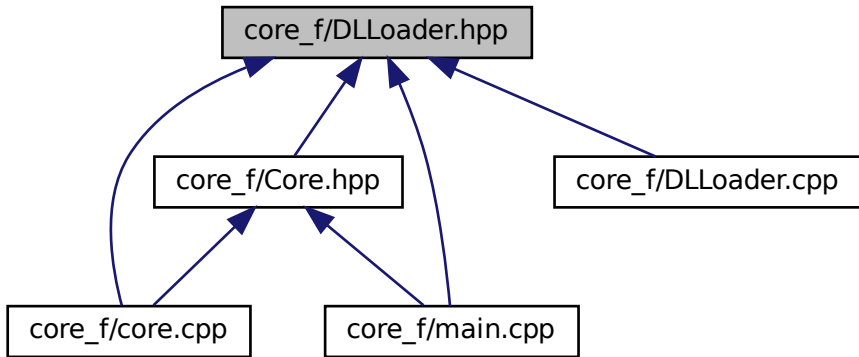 core_f/DLLoader.hpp
core_f/Core.hpp
core_f/DLLoader.cpp
core_f/core.cpp
core_f/main.cpp